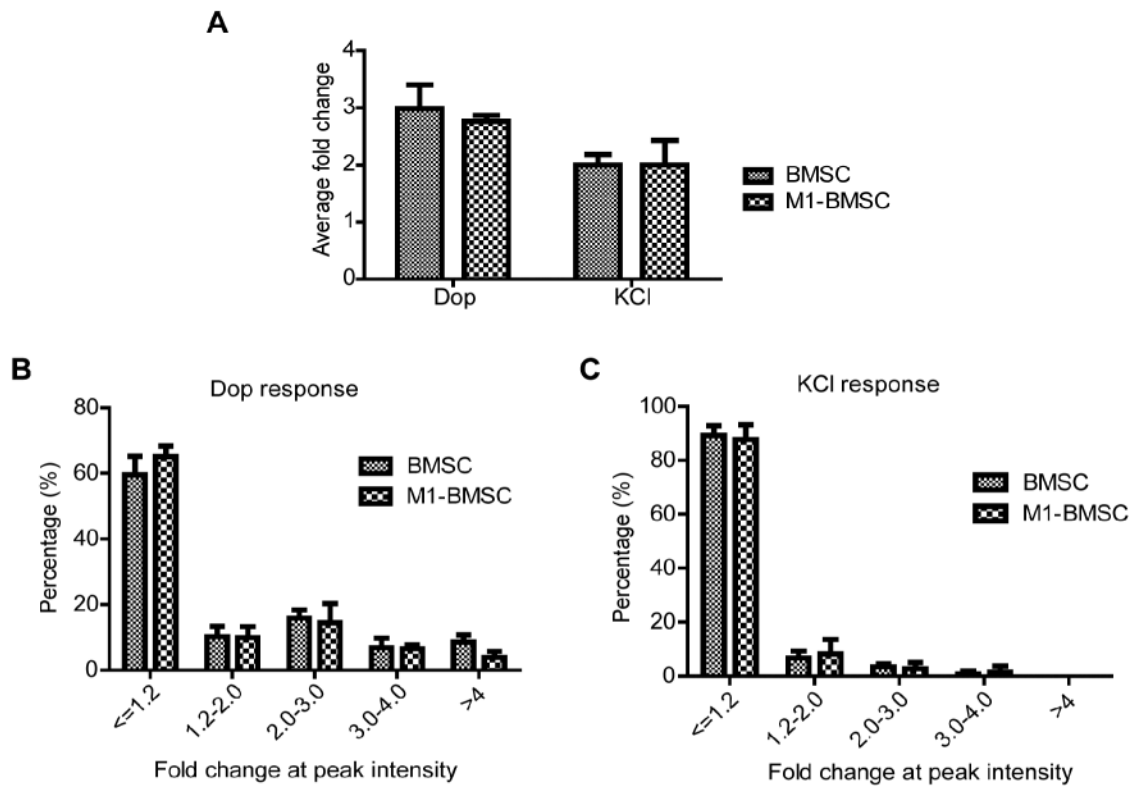 A
Average fold change
4
3
2
1
0
Dop
KCl
BMSC
M1-BMSC
B
Dop response
Percentage (%)
80
60
40
20
0
BMSC
M1-BMSC
<=1.2
1.2-2.0
2.0-3.0
3.0-4.0
>4
Fold change at peak intensity
C
KCl response
Percentage (%)
100
80
60
40
20
0
BMSC
M1-BMSC
<=1.2
1.2-2.0
2.0-3.0
3.0-4.0
>4
Fold change at peak intensity